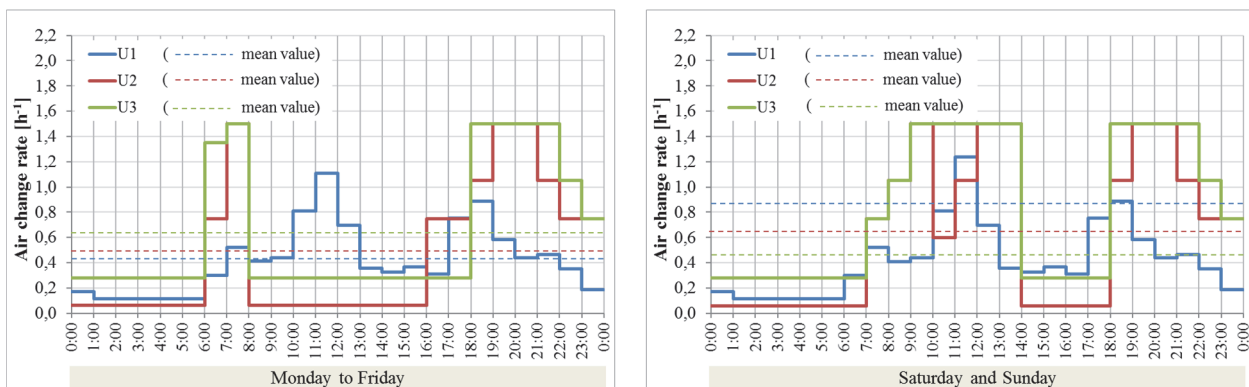 2,2
2,0
1,8
1,6
1,4
1,2
1,0
0,8
0,6
0,4
0,2
0,0
Air change rate [h-1]
U1 ( mean value)
U2 ( mean value)
U3 ( mean value)
0:00 1:00 2:00 3:00 4:00 5:00 6:00 7:00 8:00 9:00 10:00 11:00 12:00 13:00 14:00 15:00 16:00 17:00 18:00 19:00 20:00 21:00 22:00 23:00 0:00
Monday to Friday
2,2
2,0
1,8
1,6
1,4
1,2
1,0
0,8
0,6
0,4
0,2
0,0
Air change rate [h-1]
U1 ( mean value)
U2 ( mean value)
U3 ( mean value)
0:00 1:00 2:00 3:00 4:00 5:00 6:00 7:00 8:00 9:00 10:00 11:00 12:00 13:00 14:00 15:00 16:00 17:00 18:00 19:00 20:00 21:00 22:00 23:00 0:00
Saturday and Sunday